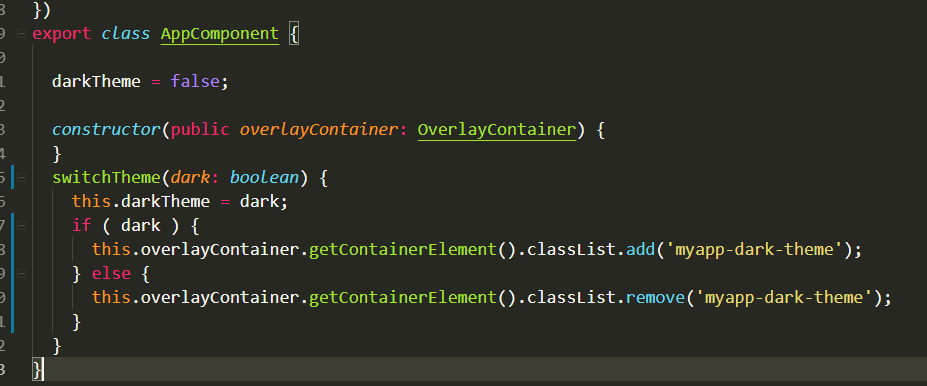 8 })
9 export class AppComponent {
0
1 darkTheme = false;
2
3 constructor(public overlayContainer: OverlayContainer) {
4 }
5 switchTheme(dark: boolean) {
6 this.darkTheme = dark;
7 if ( dark ) {
8 this.overlayContainer.getContainerElement().classList.add('myapp-dark-theme');
9 } else {
0 this.overlayContainer.getContainerElement().classList.remove('myapp-dark-theme');
1 }
2 }
3 }